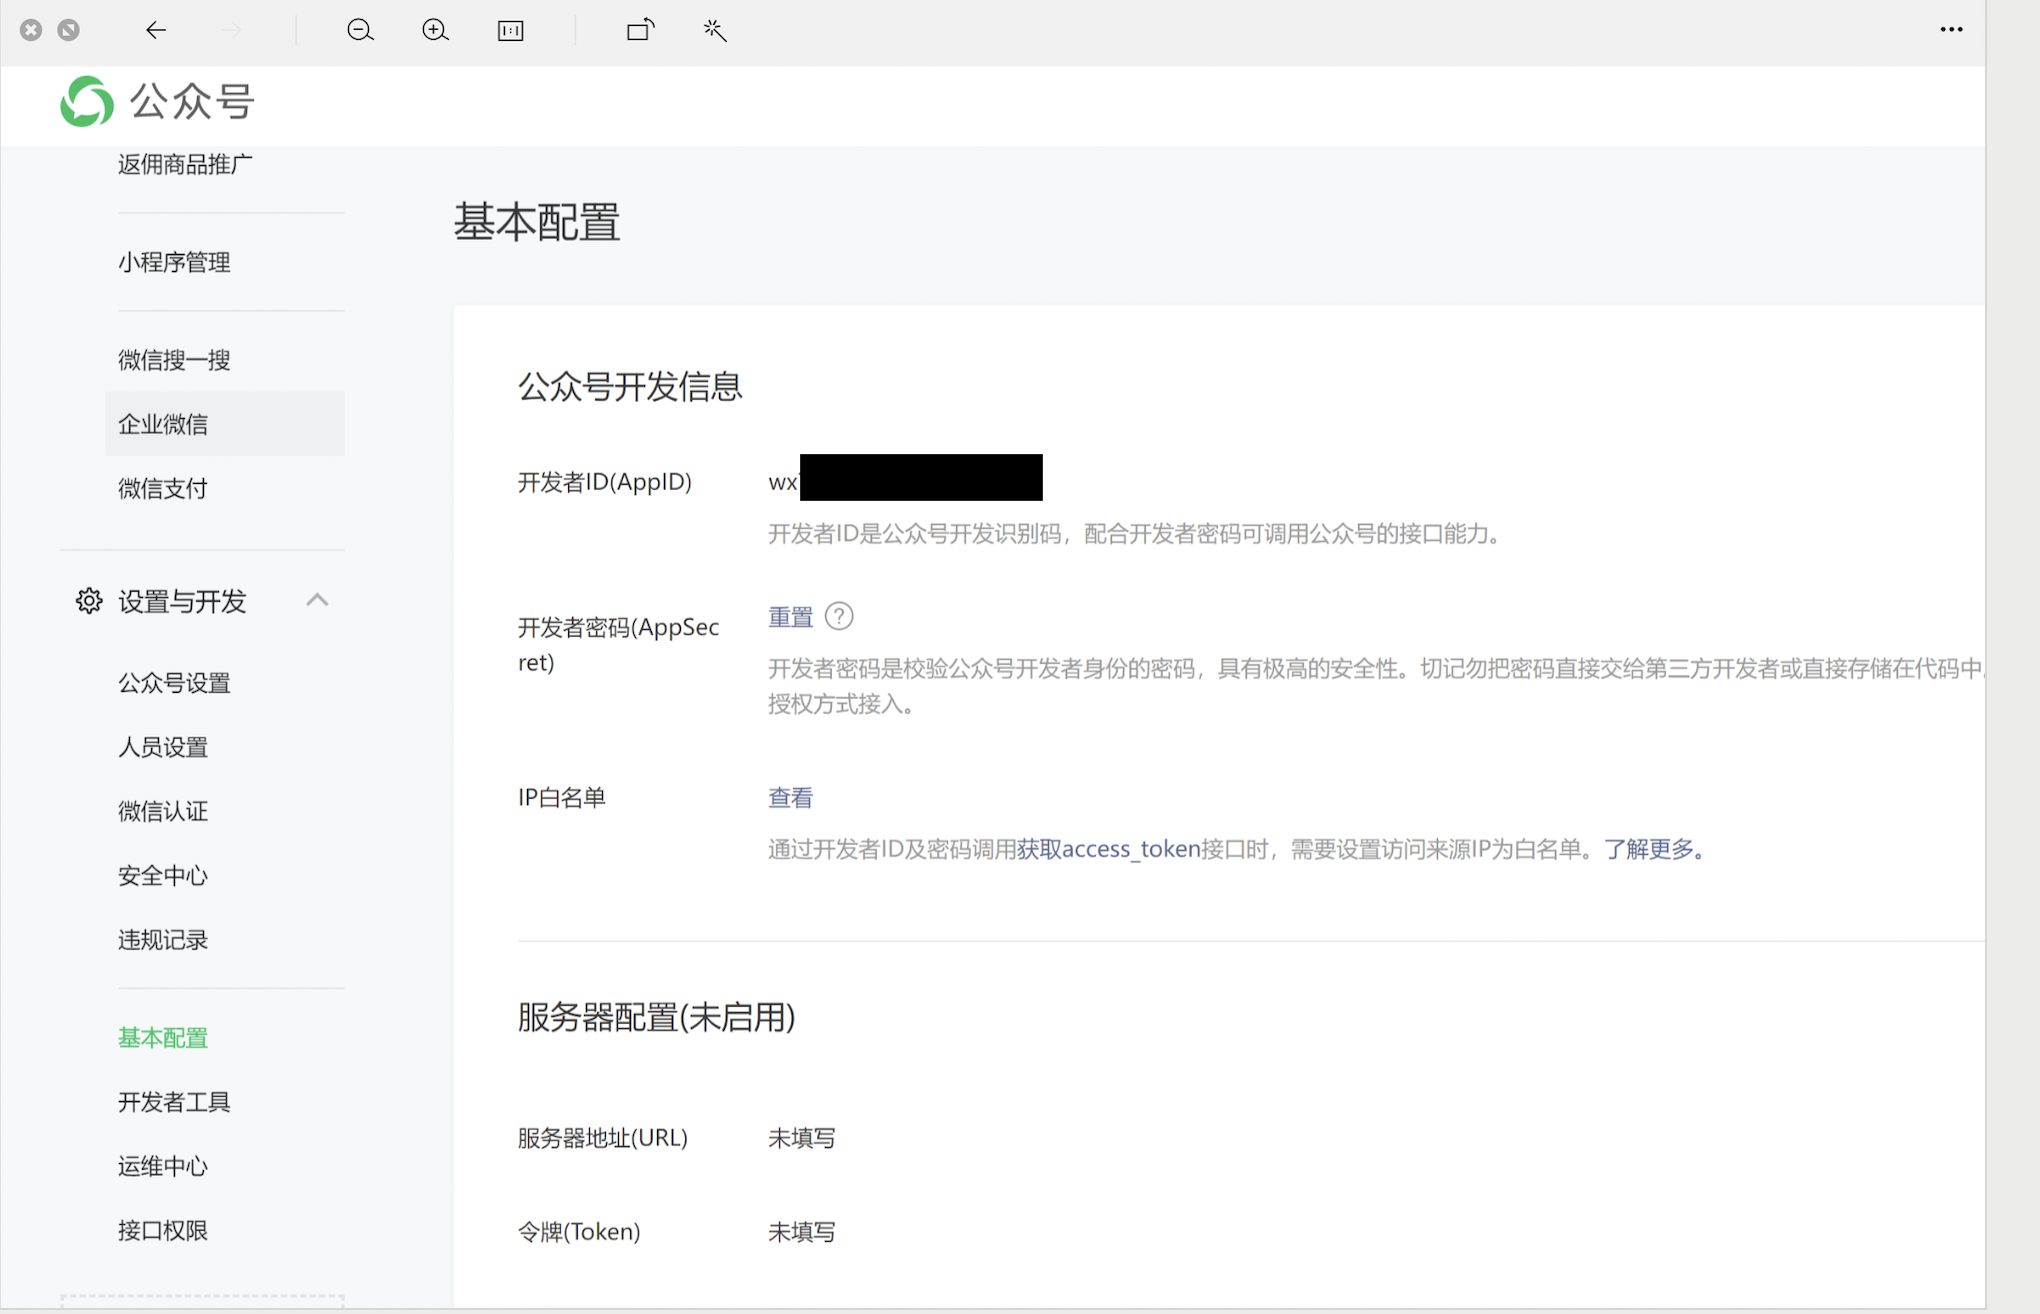 公众号
返佣商品推广
小程序管理
微信搜一搜
企业微信
微信支付
设置与开发
公众号设置
人员设置
微信认证
安全中心
违规记录
基本配置
开发者工具
运维中心
接口权限
基本配置
公众号开发信息
开发者ID(AppID) wx
开发者ID是公众号开发识别码，配合开发者密码可调用公众号的接口能力。
开发者密码(AppSec
ret)
重置 ?
开发者密码是校验公众号开发者身份的密码，具有极高的安全性。切记勿把密码直接交给第三方开发者或直接存储在代码中
授权方式接入。
IP白名单 查看
通过开发者ID及密码调用获取access_token接口时，需要设置访问来源IP为白名单。了解更多。
服务器配置(未启用)
服务器地址(URL) 未填写
令牌(Token) 未填写